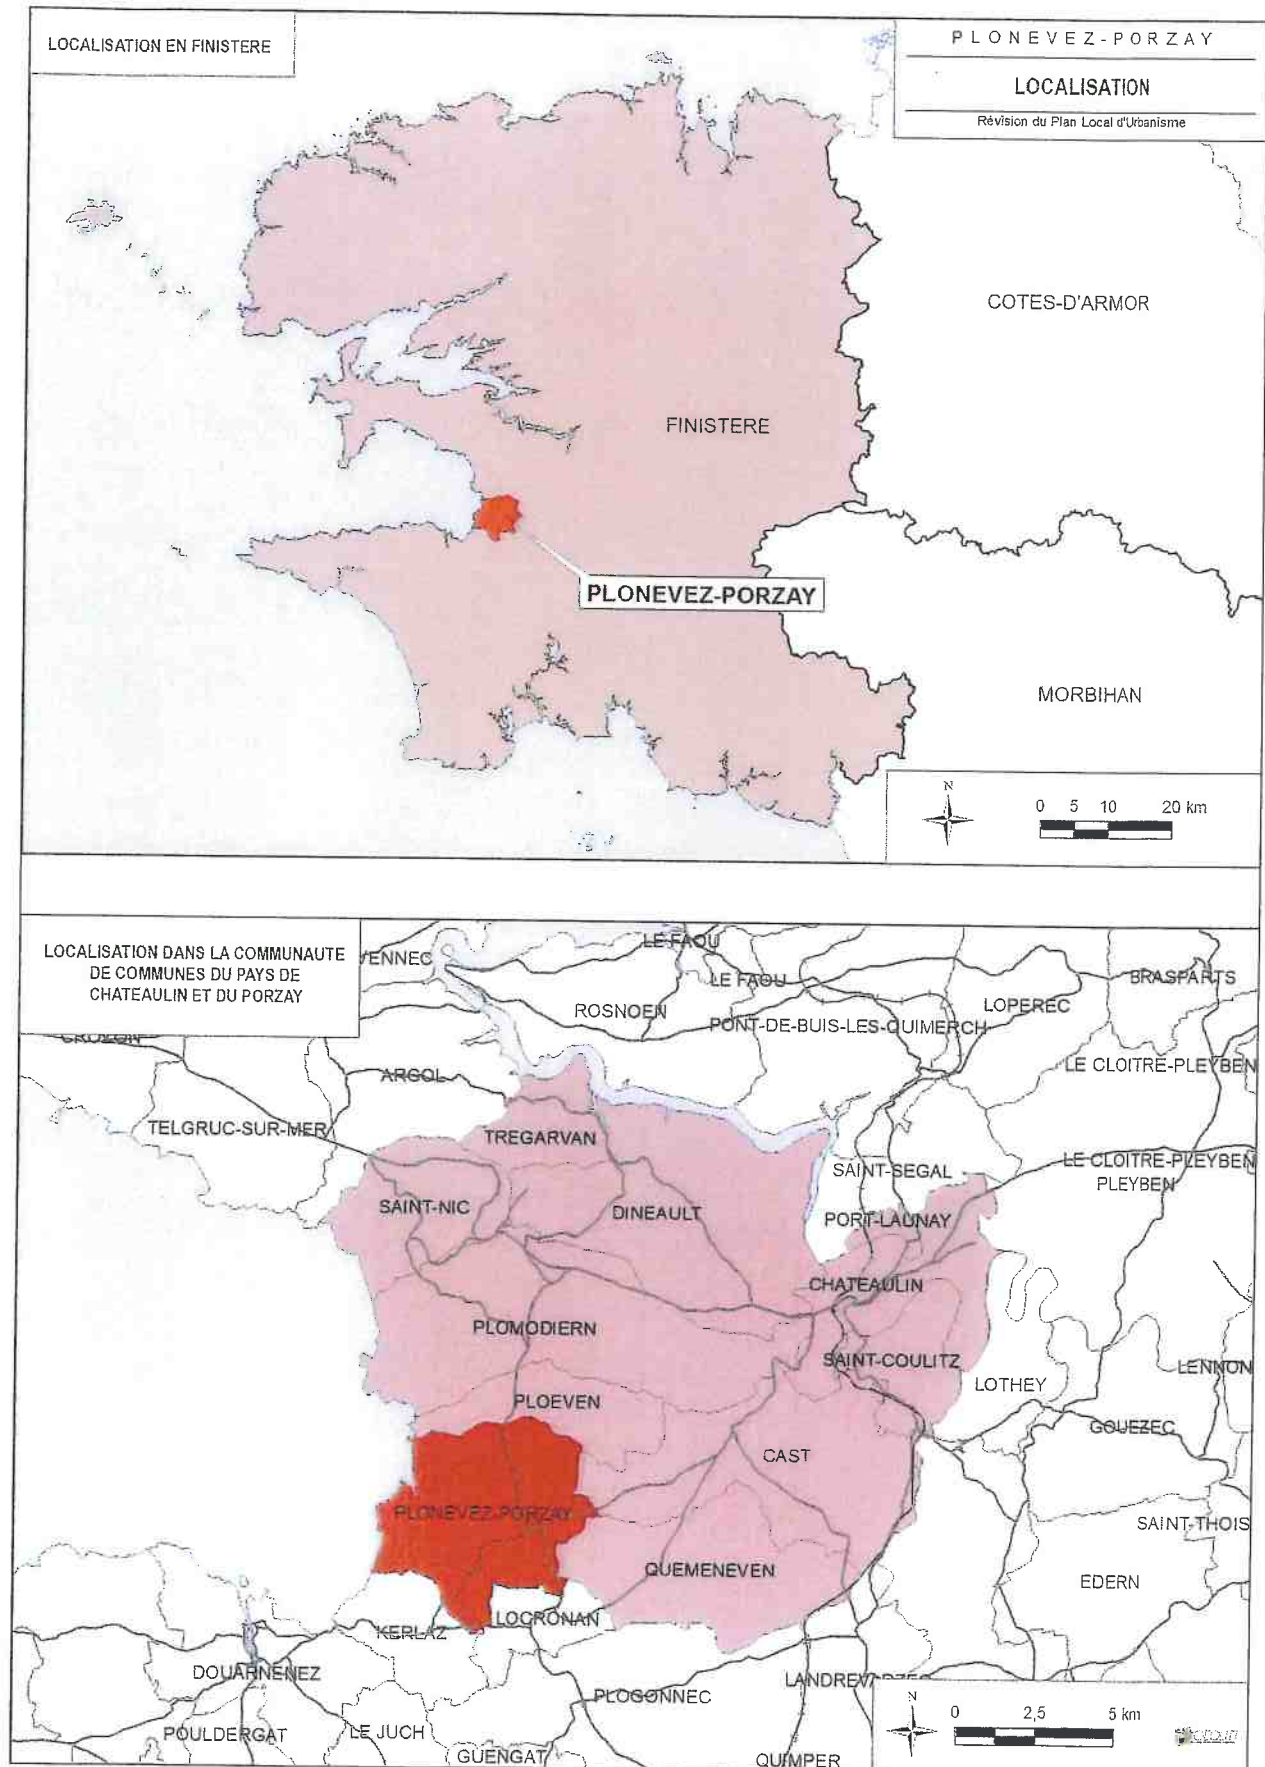 LOCALISATION EN FINISTERE
PLONEVEZ-PORZAY
LOCALISATION
Révision du Plan Local d'Urbanisme
COTES-D'ARMOR
FINISTERE
PLONEVEZ-PORZAY
MORBIHAN
N
0 5 10 20 km
LOCALISATION DANS LA COMMUNAUTE
DE COMMUNES DU PAYS DE
CHATEAULIN ET DU PORZAY
VENNEC
LE FAOU
LE FAOU
BRASPARTS
ROSNOEN
LOPEREC
PONT-DE-BUIS-LES-QUIMERCH
CROZON
LE CLOITRE-PLEYBEN
ARGOL
TELGRUC-SUR-MER
TREGARVAN
LE CLOITRE-PLEYBEN
SAINT-SEGAL
PLEYBEN
SAINT-NIC
DINEAULT
PORT-LAUNAY
CHATEAULIN
PLOMODIERN
SAINT-COULITZ
LENNON
LOTHEY
PLOEVEN
GOUEZEC
CAST
PLONEVEZ-PORZAY
SAINT-THOIS
QUEMENEVEN
EDERN
LOCRONAN
KERLAZ
DOUARNENEZ
LANDREVARZEC
PLOGONNEC
N
0 2,5 5 km
POULDERGAT
LE JUCH
GUENGAT
QUIMPER